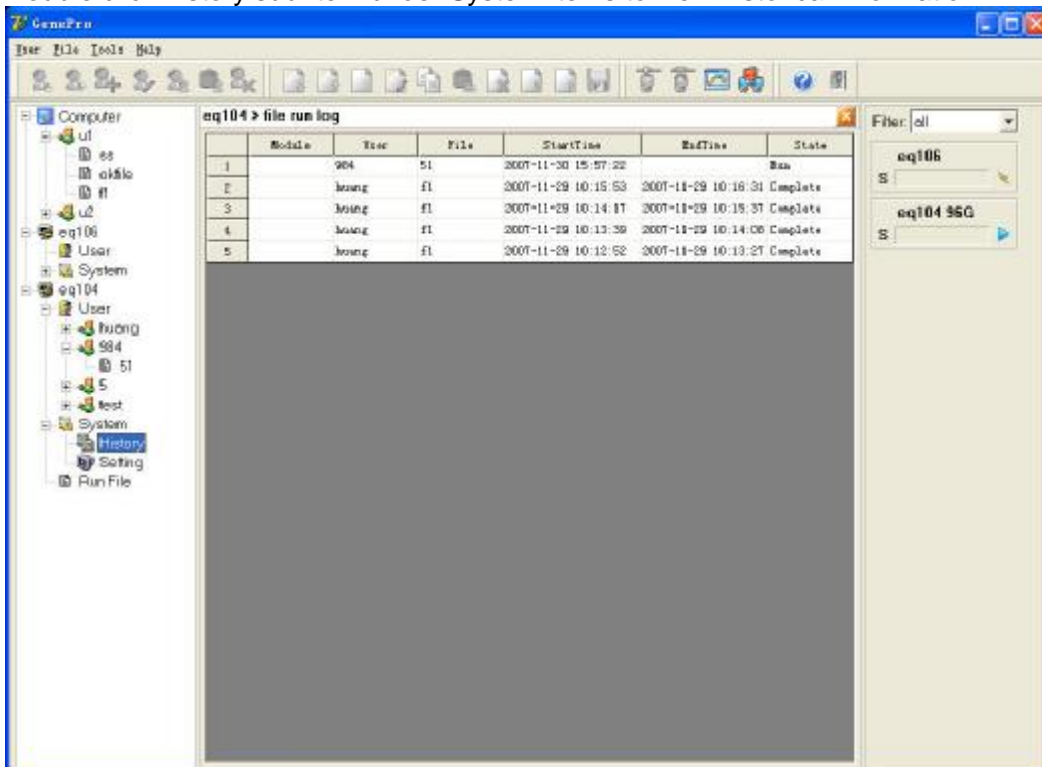 GenePro
User File Tools Help
Computer
u1
es
okfile
f1
u2
eq106
User
System
eq104
User
huang
984
51
5
test
System
History
Setting
Run File
eq104 > file run log
Module User File StartTime EndTime State
1 984 51 2007-11-30 15:57:22 Run
2 huang f1 2007-11-29 10:15:53 2007-11-29 10:16:31 Complete
3 huang f1 2007-11-29 10:14:17 2007-11-29 10:15:37 Complete
4 huang f1 2007-11-29 10:13:39 2007-11-29 10:14:06 Complete
5 huang f1 2007-11-29 10:12:52 2007-11-29 10:13:27 Complete
Filter: all
eq106
S
eq104 96G
S